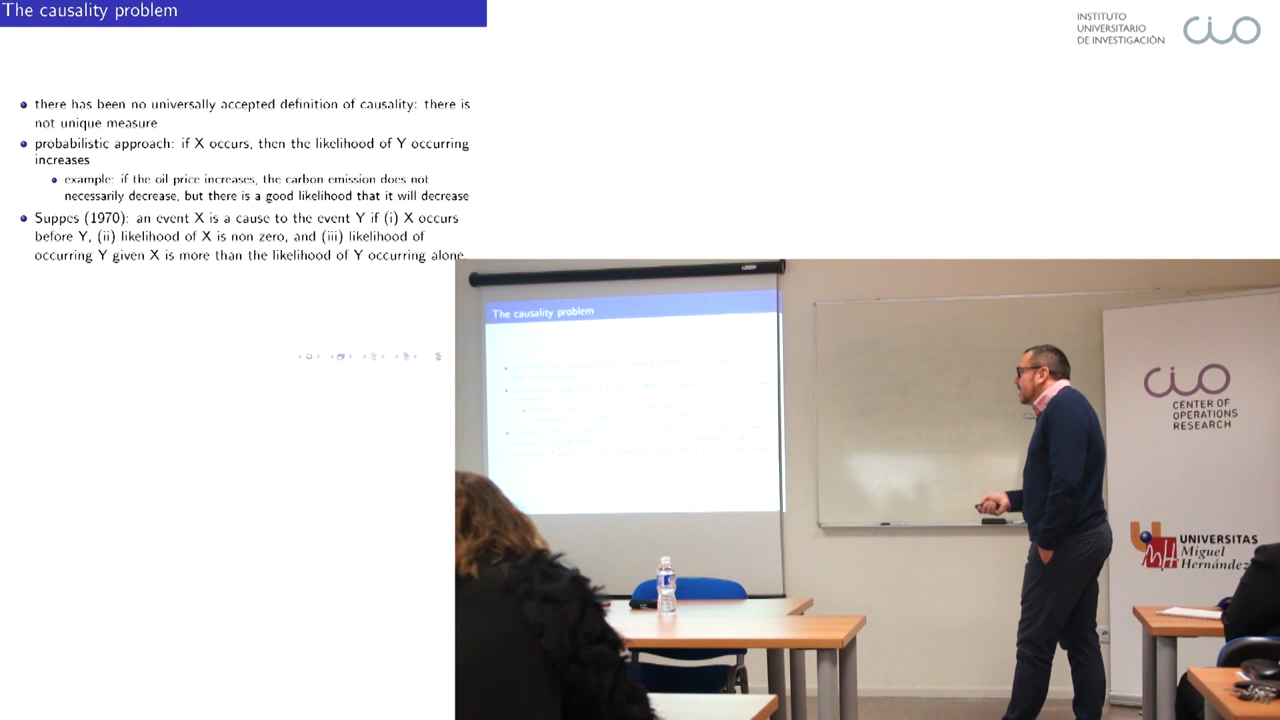 The causality problem
INSTITUTO
UNIVERSITARIO
DE INVESTIGACIÓN
cio
there has been no universally accepted definition of causality: there is
not unique measure
probabilistic approach: if X occurs, then the likelihood of Y occurring
increases
example: if the oil price increases, the carbon emission does not
necessarily decrease, but there is a good likelihood that it will decrease
Suppes (1970): an event X is a cause to the event Y if (i) X occurs
before Y, (ii) likelihood of X is non zero, and (iii) likelihood of
occurring Y given X is more than the likelihood of Y occurring alone.
The causality problem
cio
CENTER OF
OPERATIONS
RESEARCH
UNIVERSITAS
Miguel
Hernández